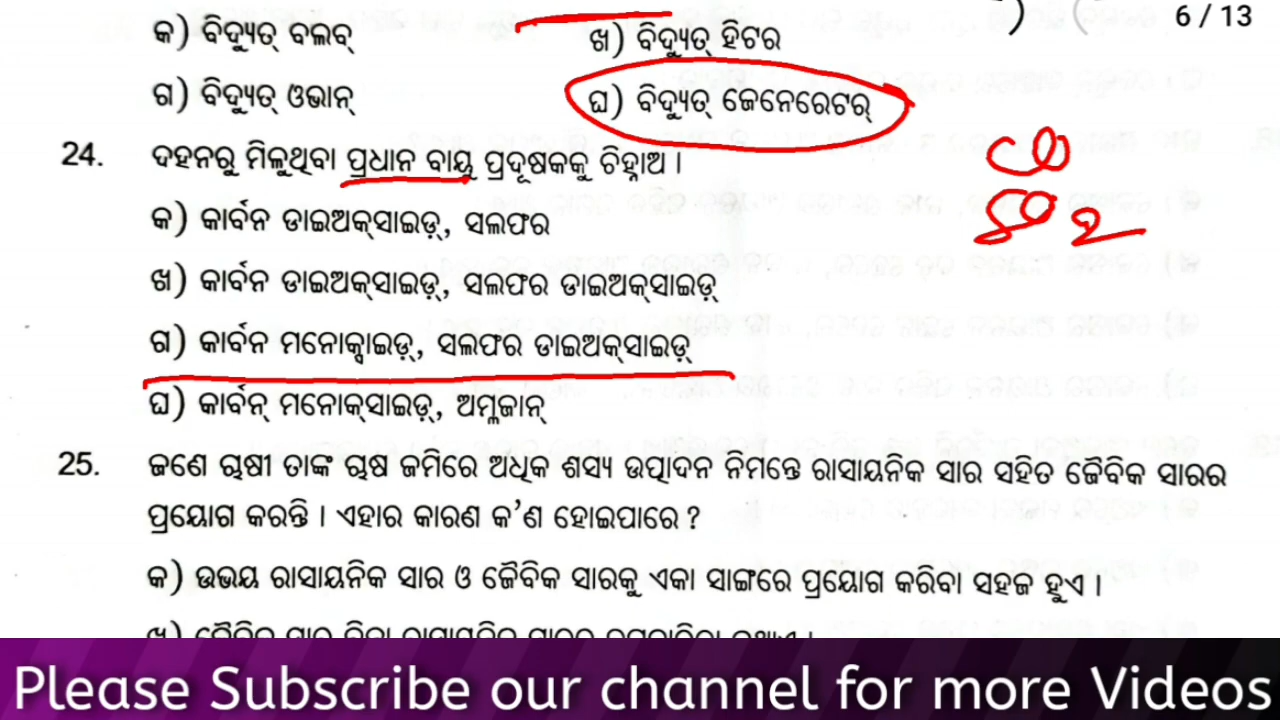 6 / 13
କ) ବିଦ୍ୟୁତ୍ ବଲବ୍ ଖ) ବିଦ୍ୟୁତ୍ ହିଟର
ଗ) ବିଦ୍ୟୁତ୍ ଓଭାନ୍ ଘ) ବିଦ୍ୟୁତ୍ ଜେନେରେଟର୍
24. ଦହନରୁ ମିଳୁଥିବା ପ୍ରଧାନ ବାୟୁ ପ୍ରଦୂଷକକୁ ଚିହ୍ନାଅ ।
କ) କାର୍ବନ ଡାଇଅକ୍‌ସାଇଡ଼୍, ସଲଫର
ଖ) କାର୍ବନ ଡାଇଅକ୍‌ସାଇଡ଼୍, ସଲଫର ଡାଇଅକ୍‌ସାଇଡ଼୍
ଗ) କାର୍ବନ ମନୋକ୍ସାଇଡ଼୍, ସଲଫର ଡାଇଅକ୍‌ସାଇଡ଼୍
ଘ) କାର୍ବନ୍ ମନୋକ୍‌ସାଇଡ଼୍, ଅମ୍ଳଜାନ୍
25. ଜଣେ ଚାଷୀ ତାଙ୍କ ଚାଷ ଜମିରେ ଅଧିକ ଶସ୍ୟ ଉତ୍ପାଦନ ନିମନ୍ତେ ରାସାୟନିକ ସାର ସହିତ ଜୈବିକ ସାରର
ପ୍ରୟୋଗ କରନ୍ତି । ଏହାର କାରଣ କ'ଣ ହୋଇପାରେ ?
କ) ଉଭୟ ରାସାୟନିକ ସାର ଓ ଜୈବିକ ସାରକୁ ଏକା ସାଙ୍ଗରେ ପ୍ରୟୋଗ କରିବା ସହଜ ହୁଏ ।
Please Subscribe our channel for more Videos